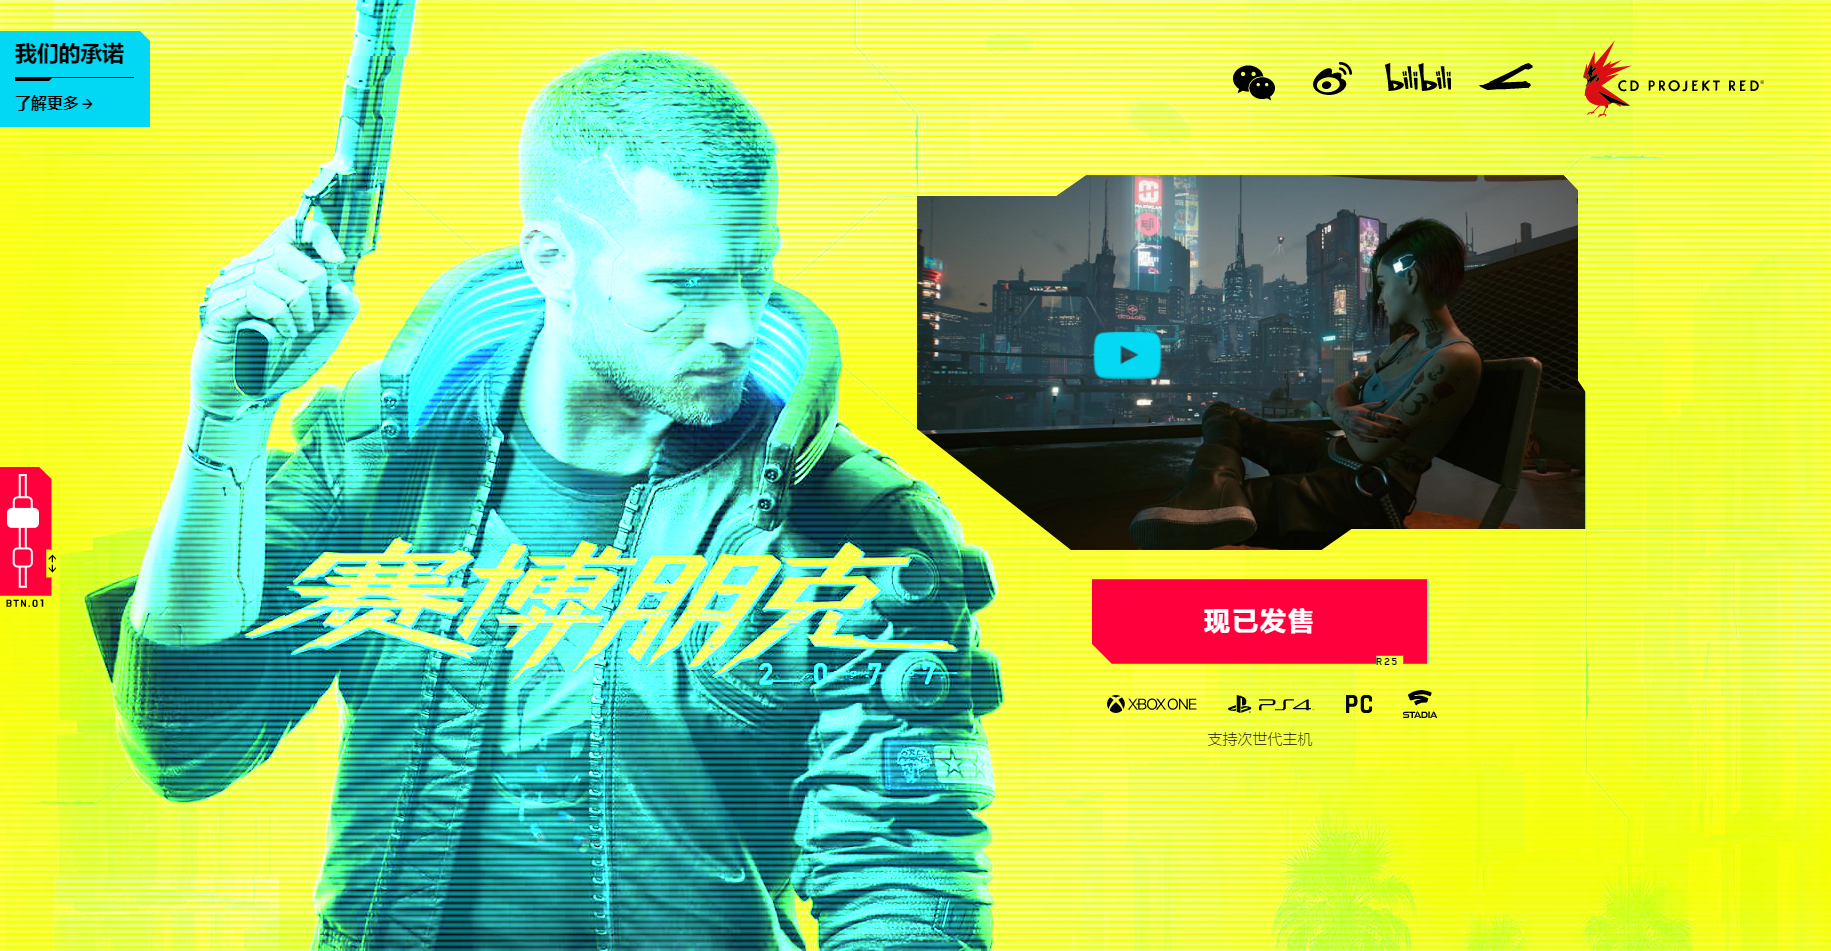 我们的承诺
了解更多→
bilibili
CD PROJEKT RED®
BTN.01
赛博朋克
2077
现已发售
R25
XBOX ONE
PS4
PC
STADIA
支持次世代主机